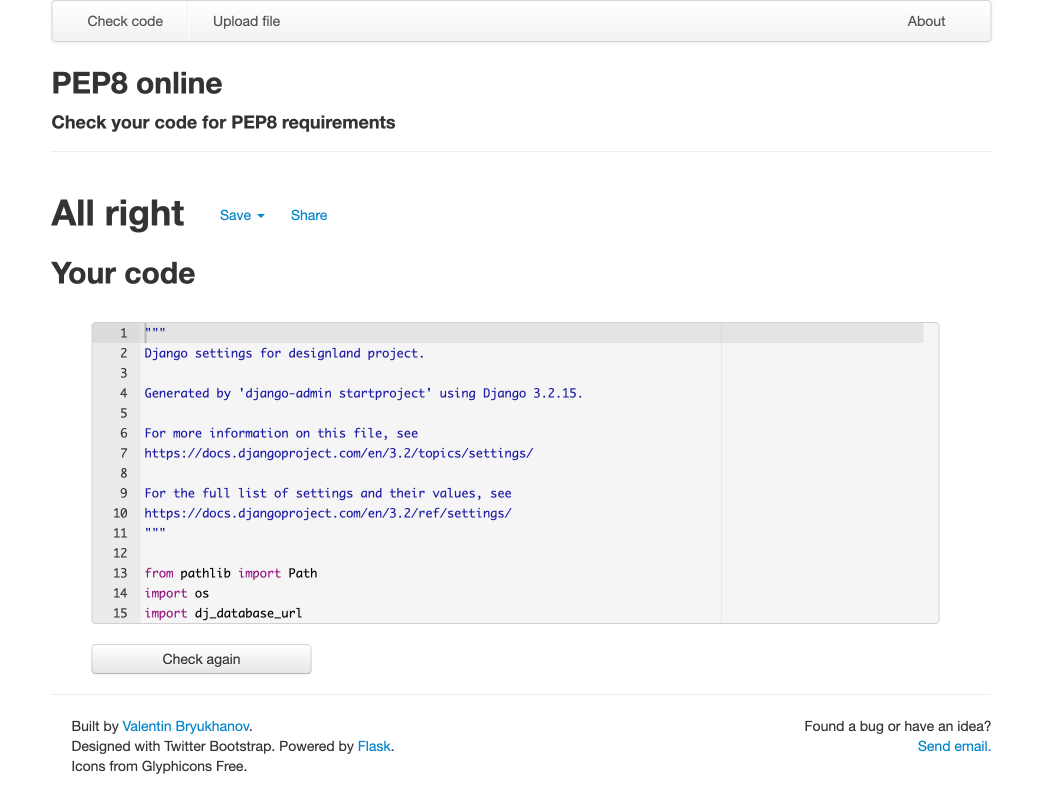 Check code Upload file About
PEP8 online
Check your code for PEP8 requirements
All right Save Share
Your code
1 """
2 Django settings for designland project.
3
4 Generated by 'django-admin startproject' using Django 3.2.15.
5
6 For more information on this file, see
7 https://docs.djangoproject.com/en/3.2/topics/settings/
8
9 For the full list of settings and their values, see
10 https://docs.djangoproject.com/en/3.2/ref/settings/
11 """
12
13 from pathlib import Path
14 import os
15 import dj_database_url
Check again
Built by Valentin Bryukhanov. Found a bug or have an idea?
Designed with Twitter Bootstrap. Powered by Flask. Send email.
Icons from Glyphicons Free.